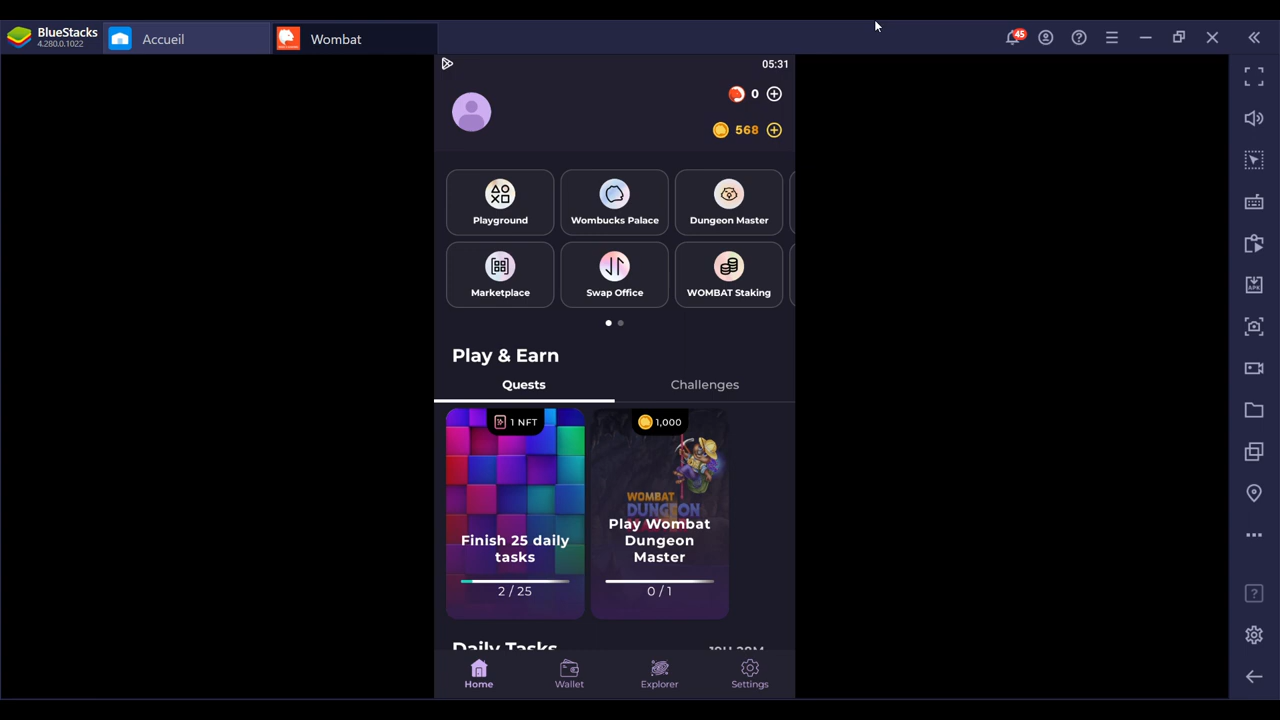 BlueStacks
4.280.0.1022
Accueil
Wombat
45
05:31
0
568
Playground
Wombucks Palace
Dungeon Master
Marketplace
Swap Office
WOMBAT Staking
Play & Earn
Quests
Challenges
1 NFT
1,000
WOMBAT
DUNGEON
Finish 25 daily
tasks
Play Wombat
Dungeon
Master
2 / 25
0 / 1
Daily Tasks
APK
Home
Wallet
Explorer
Settings